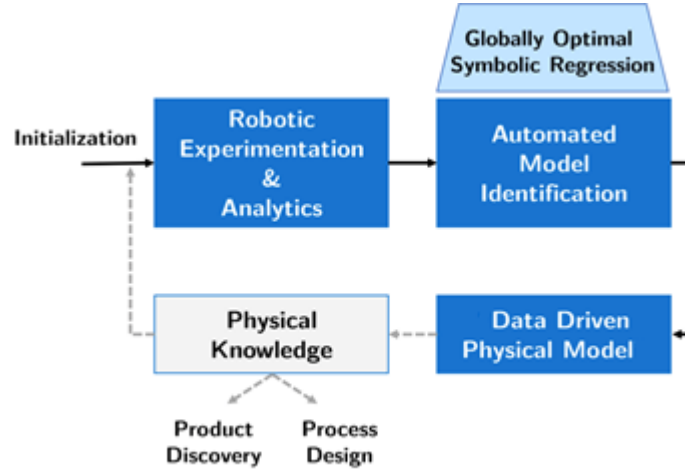 Globally Optimal
Symbolic Regression
Initialization
Robotic
Experimentation
&
Analytics
Automated
Model
Identification
Physical
Knowledge
Data Driven
Physical Model
Product
Discovery
Process
Design